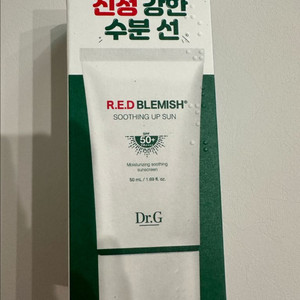 진정 강한
수분 선
R.E.D BLEMISH®
SOOTHING UP SUN
SPF
50+
Moisturizing soothing
sunscreen
50 mL / 1.69 fl. oz.
Dr.G